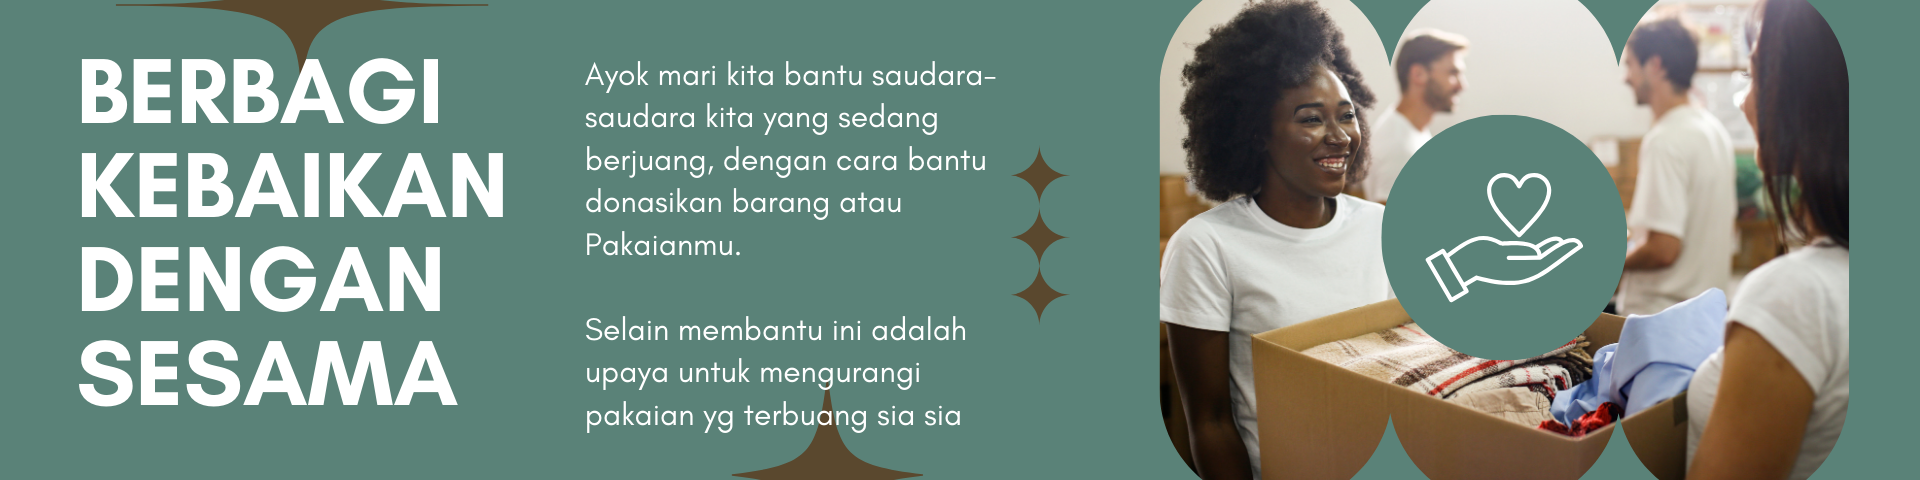 BERBAGI
KEBAIKAN
DENGAN
SESAMA
Ayok mari kita bantu saudara-
saudara kita yang sedang
berjuang, dengan cara bantu
donasikan barang atau
Pakaianmu.
Selain membantu ini adalah
upaya untuk mengurangi
pakaian yg terbuang sia sia